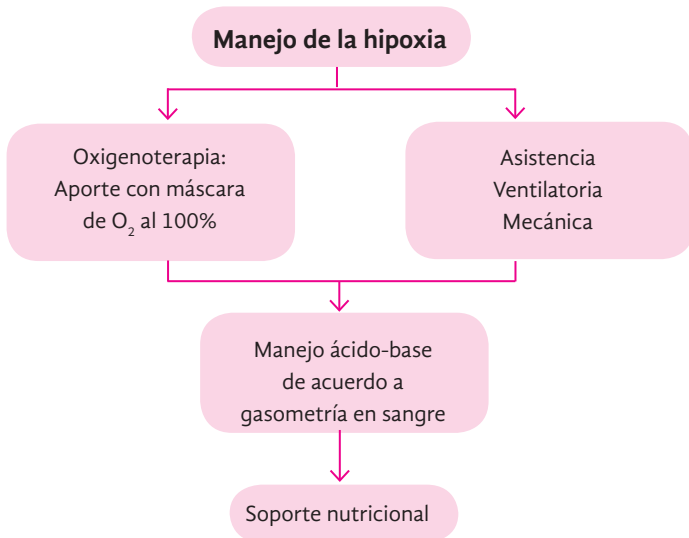 Manejo de la hipoxia
Oxigenoterapia:
Aporte con máscara
de O₂ al 100%
Asistencia
Ventilatoria
Mecánica
Manejo ácido-base
de acuerdo a
gasometría en sangre
Soporte nutricional